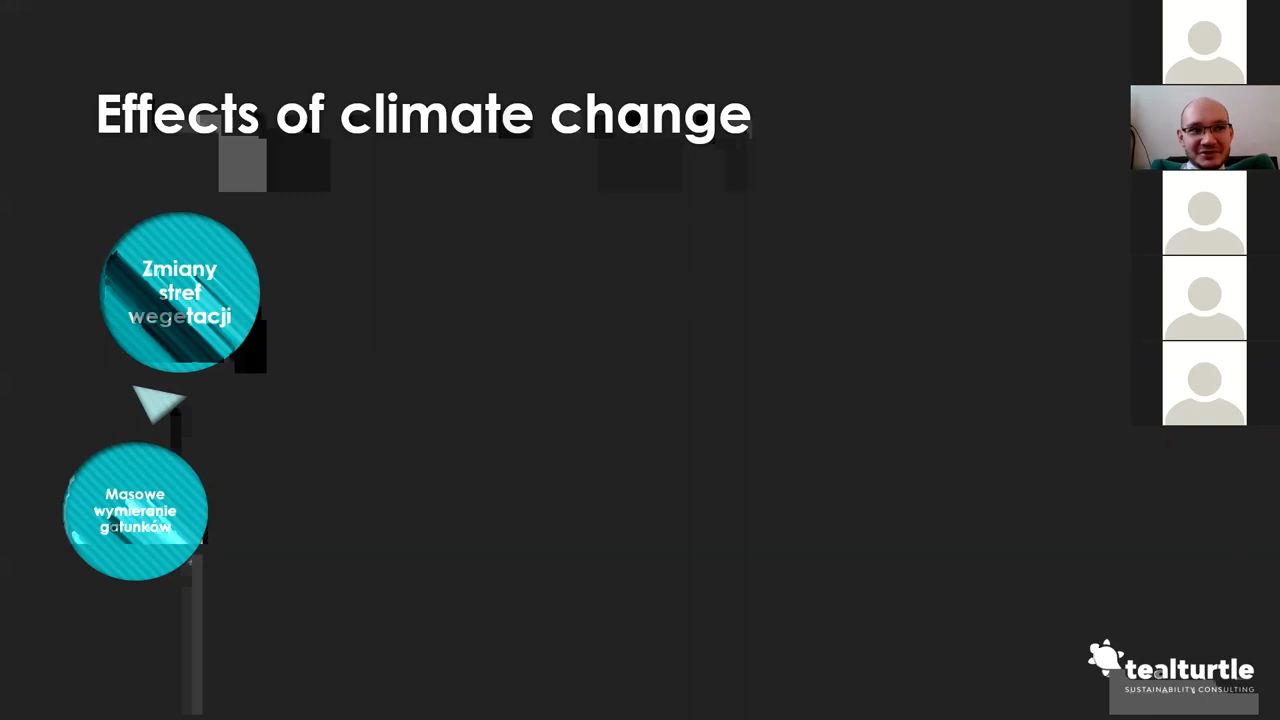 Effects of climate change
Zmiany
stref
wegetacji
Masowe
wymieranie
gatunków
tealturtle
SUSTAINABILITY CONSULTING